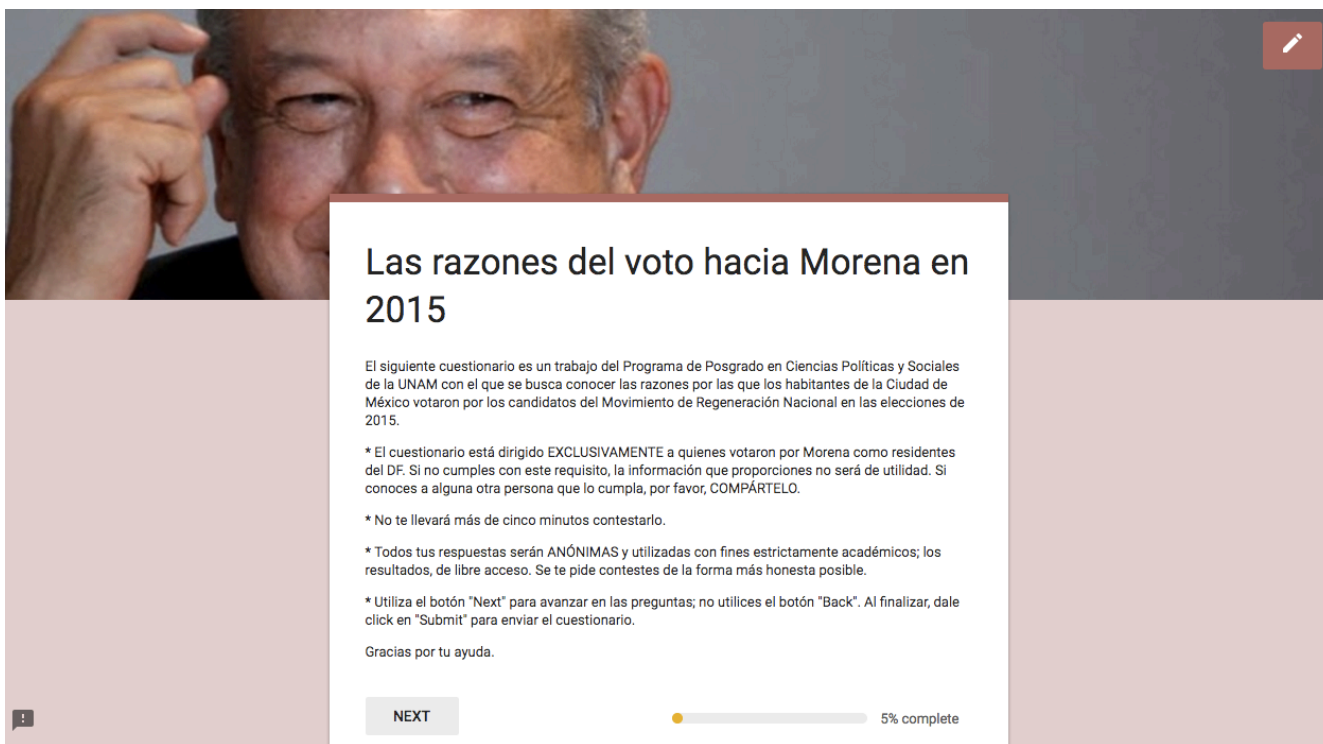 Las razones del voto hacia Morena en
2015
El siguiente cuestionario es un trabajo del Programa de Posgrado en Ciencias Políticas y Sociales
de la UNAM con el que se busca conocer las razones por las que los habitantes de la Ciudad de
México votaron por los candidatos del Movimiento de Regeneración Nacional en las elecciones de
2015.
* El cuestionario está dirigido EXCLUSIVAMENTE a quienes votaron por Morena como residentes
del DF. Si no cumples con este requisito, la información que proporciones no será de utilidad. Si
conoces a alguna otra persona que lo cumpla, por favor, COMPÁRTELO.
* No te llevará más de cinco minutos contestarlo.
* Todos tus respuestas serán ANÓNIMAS y utilizadas con fines estrictamente académicos; los
resultados, de libre acceso. Se te pide contestes de la forma más honesta posible.
* Utiliza el botón "Next" para avanzar en las preguntas; no utilices el botón "Back". Al finalizar, dale
click en "Submit" para enviar el cuestionario.
Gracias por tu ayuda.
NEXT
5% complete